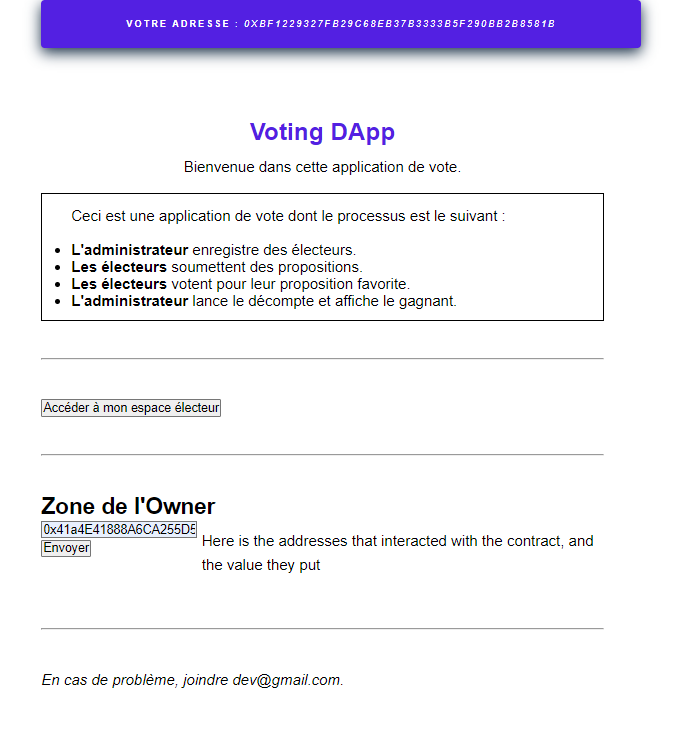 VOTRE ADRESSE : 0XBF1229327FB29C68EB37B3333B5F290BB2B8581B
Voting DApp
Bienvenue dans cette application de vote.
Ceci est une application de vote dont le processus est le suivant :
L'administrateur enregistre des électeurs.
Les électeurs soumettent des propositions.
Les électeurs votent pour leur proposition favorite.
L'administrateur lance le décompte et affiche le gagnant.
Accéder à mon espace électeur
Zone de l'Owner
0x41a4E41888A6CA255D5
Envoyer
Here is the addresses that interacted with the contract, and
the value they put
En cas de problème, joindre dev@gmail.com.